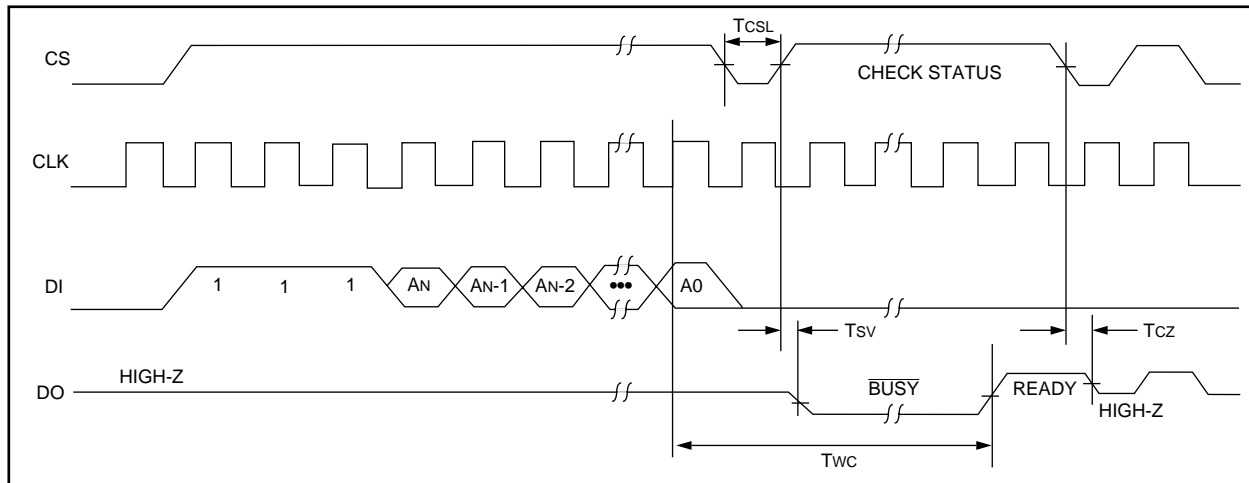 TCSL
CS
CHECK STATUS
CLK
DI
1 1 1 AN AN-1 AN-2 ••• A0
TSV
TCZ
DO
HIGH-Z
BUSY
READY
HIGH-Z
TWC